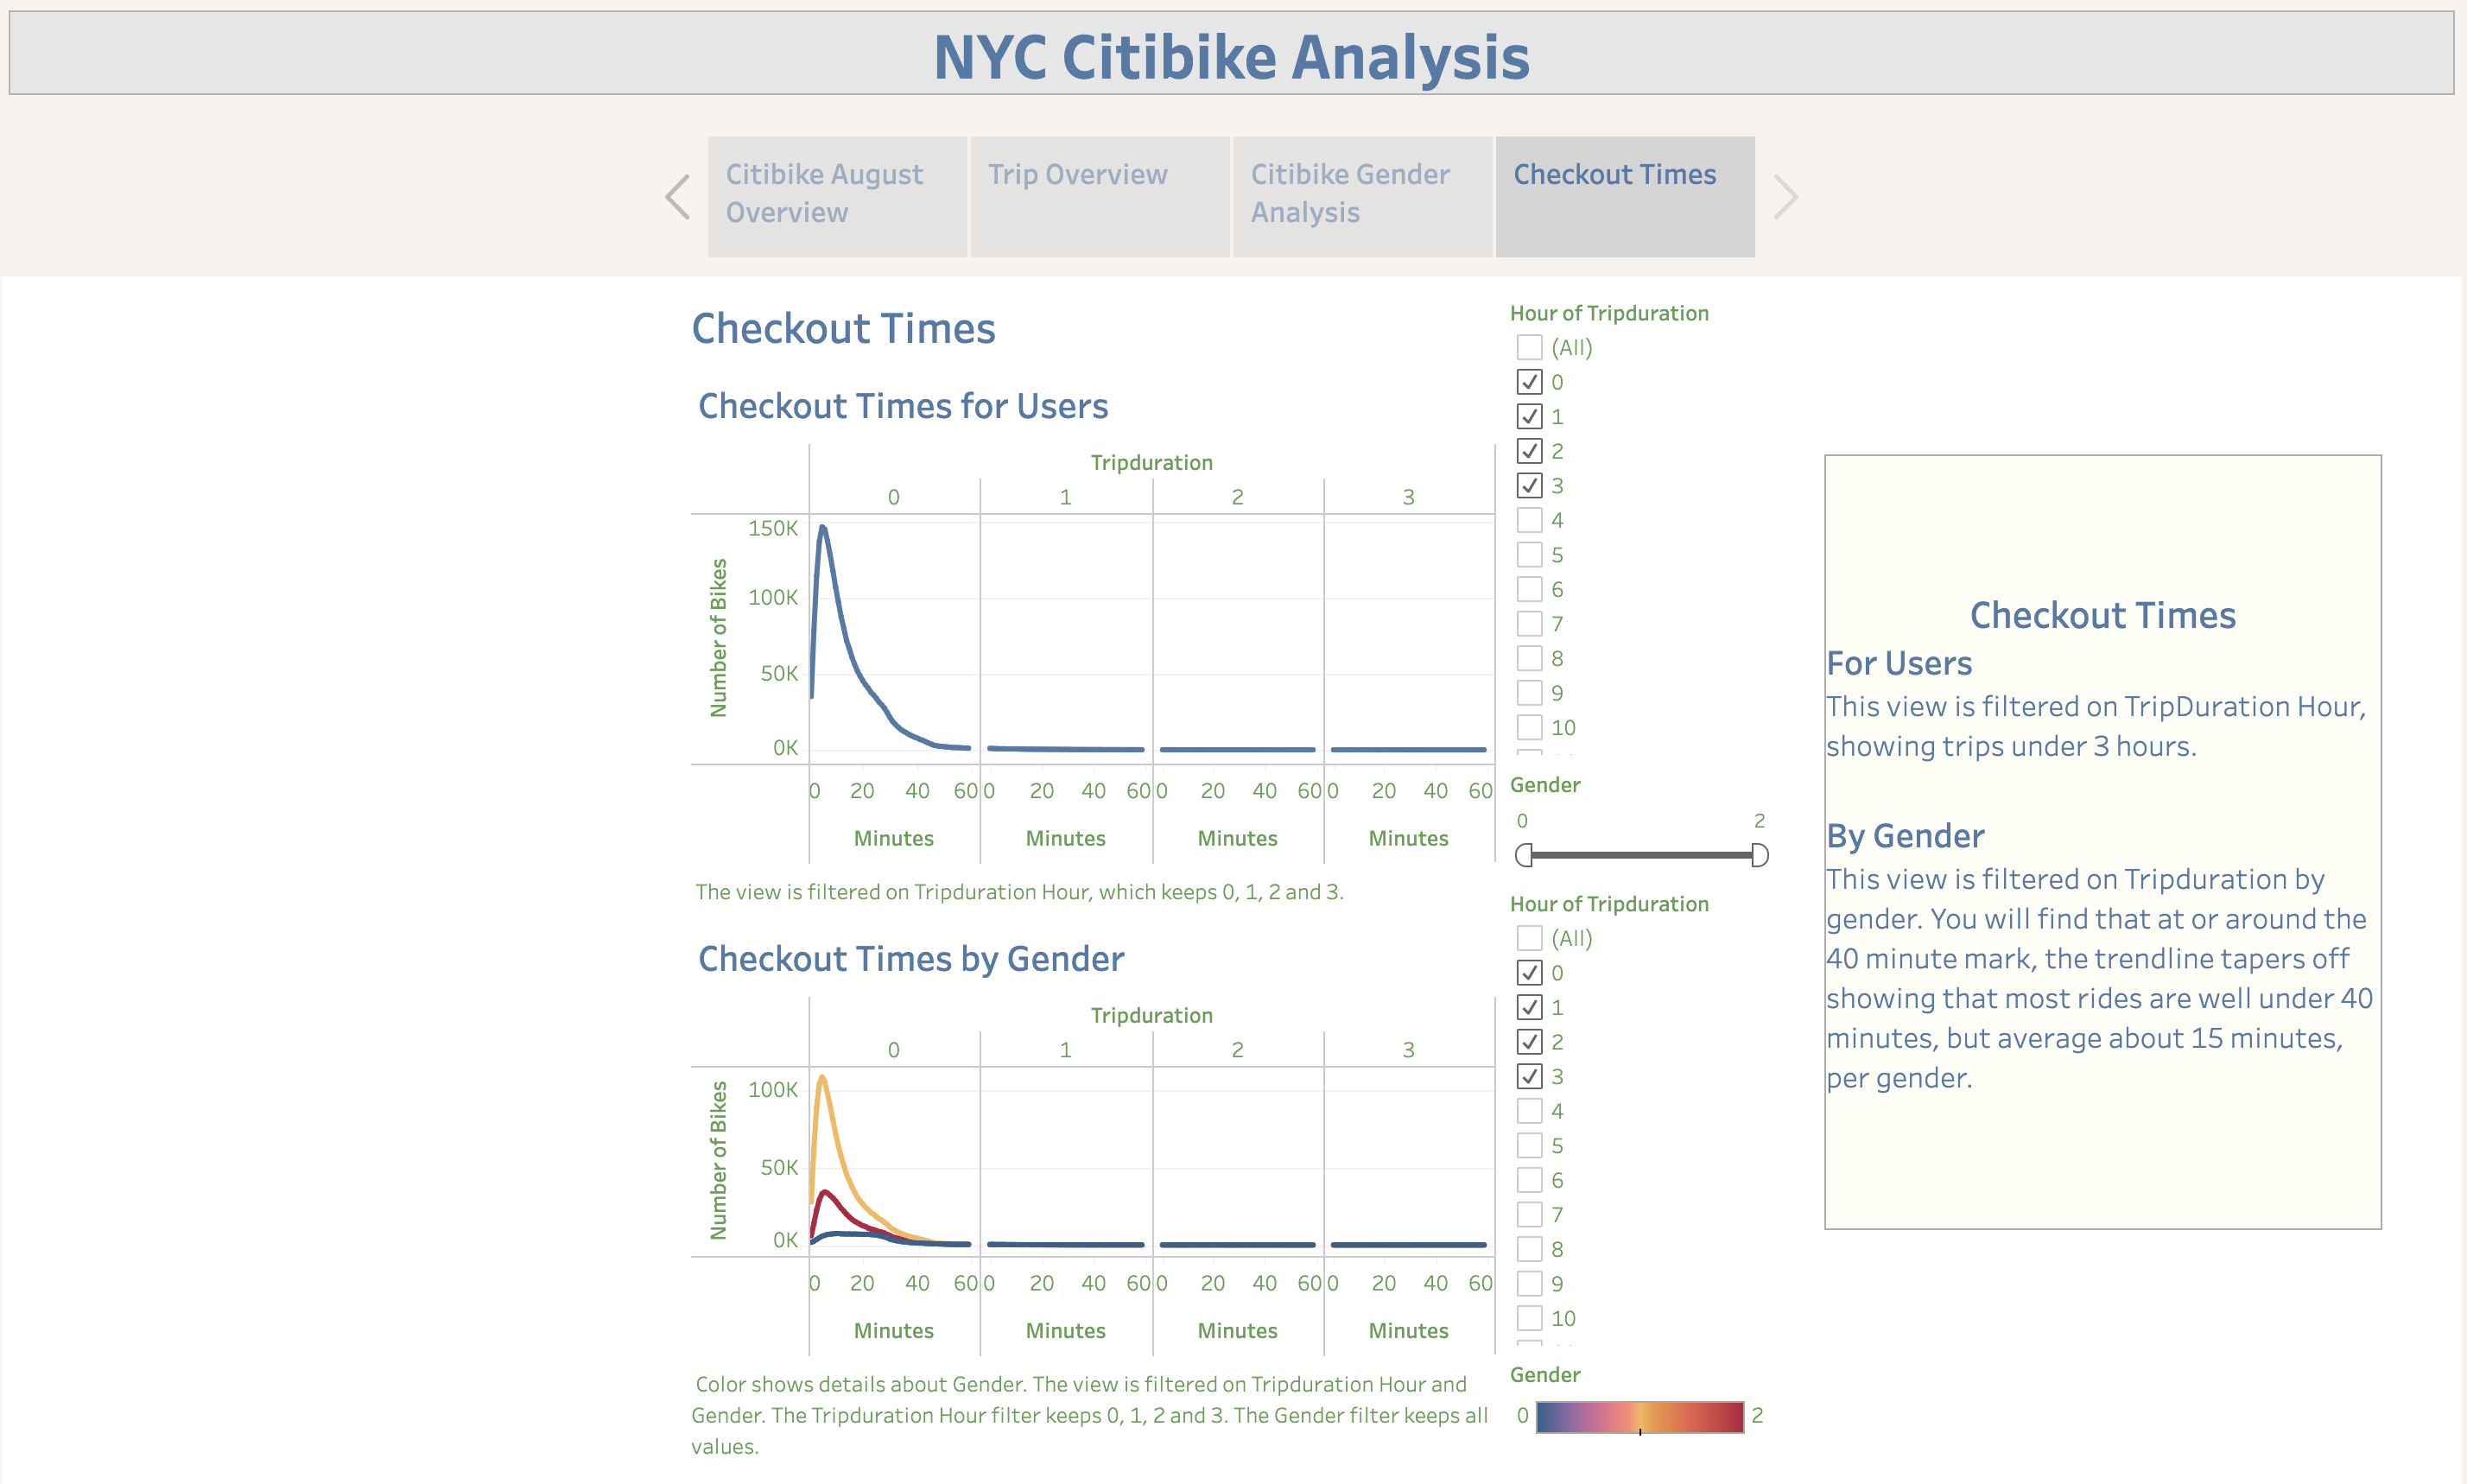 NYC Citibike Analysis
Citibike August
Overview
Trip Overview
Citibike Gender
Analysis
Checkout Times
Checkout Times
Checkout Times for Users
Tripduration
0 1 2 3
Number of Bikes
150K
100K
50K
0K
0 20 40 60 0 20 40 60 0 20 40 60 0 20 40 60
Minutes Minutes Minutes Minutes
The view is filtered on Tripduration Hour, which keeps 0, 1, 2 and 3.
Checkout Times by Gender
Tripduration
0 1 2 3
Number of Bikes
100K
50K
0K
0 20 40 60 0 20 40 60 0 20 40 60 0 20 40 60
Minutes Minutes Minutes Minutes
Color shows details about Gender. The view is filtered on Tripduration Hour and
Gender. The Tripduration Hour filter keeps 0, 1, 2 and 3. The Gender filter keeps all
values.
Hour of Tripduration
(All)
0
1
2
3
4
5
6
7
8
9
10
Gender
0 2
Hour of Tripduration
(All)
0
1
2
3
4
5
6
7
8
9
10
Gender
0 2
Checkout Times
For Users
This view is filtered on TripDuration Hour,
showing trips under 3 hours.
By Gender
This view is filtered on Tripduration by
gender. You will find that at or around the
40 minute mark, the trendline tapers off
showing that most rides are well under 40
minutes, but average about 15 minutes,
per gender.